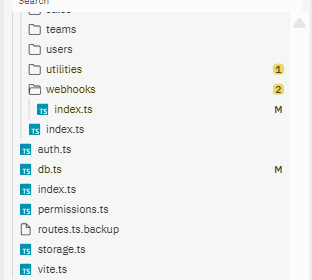 Search
teams
users
utilities 1
webhooks 2
TS index.ts M
TS index.ts
TS auth.ts
TS db.ts M
TS index.ts
TS permissions.ts
routes.ts.backup
TS storage.ts
TS vite.ts